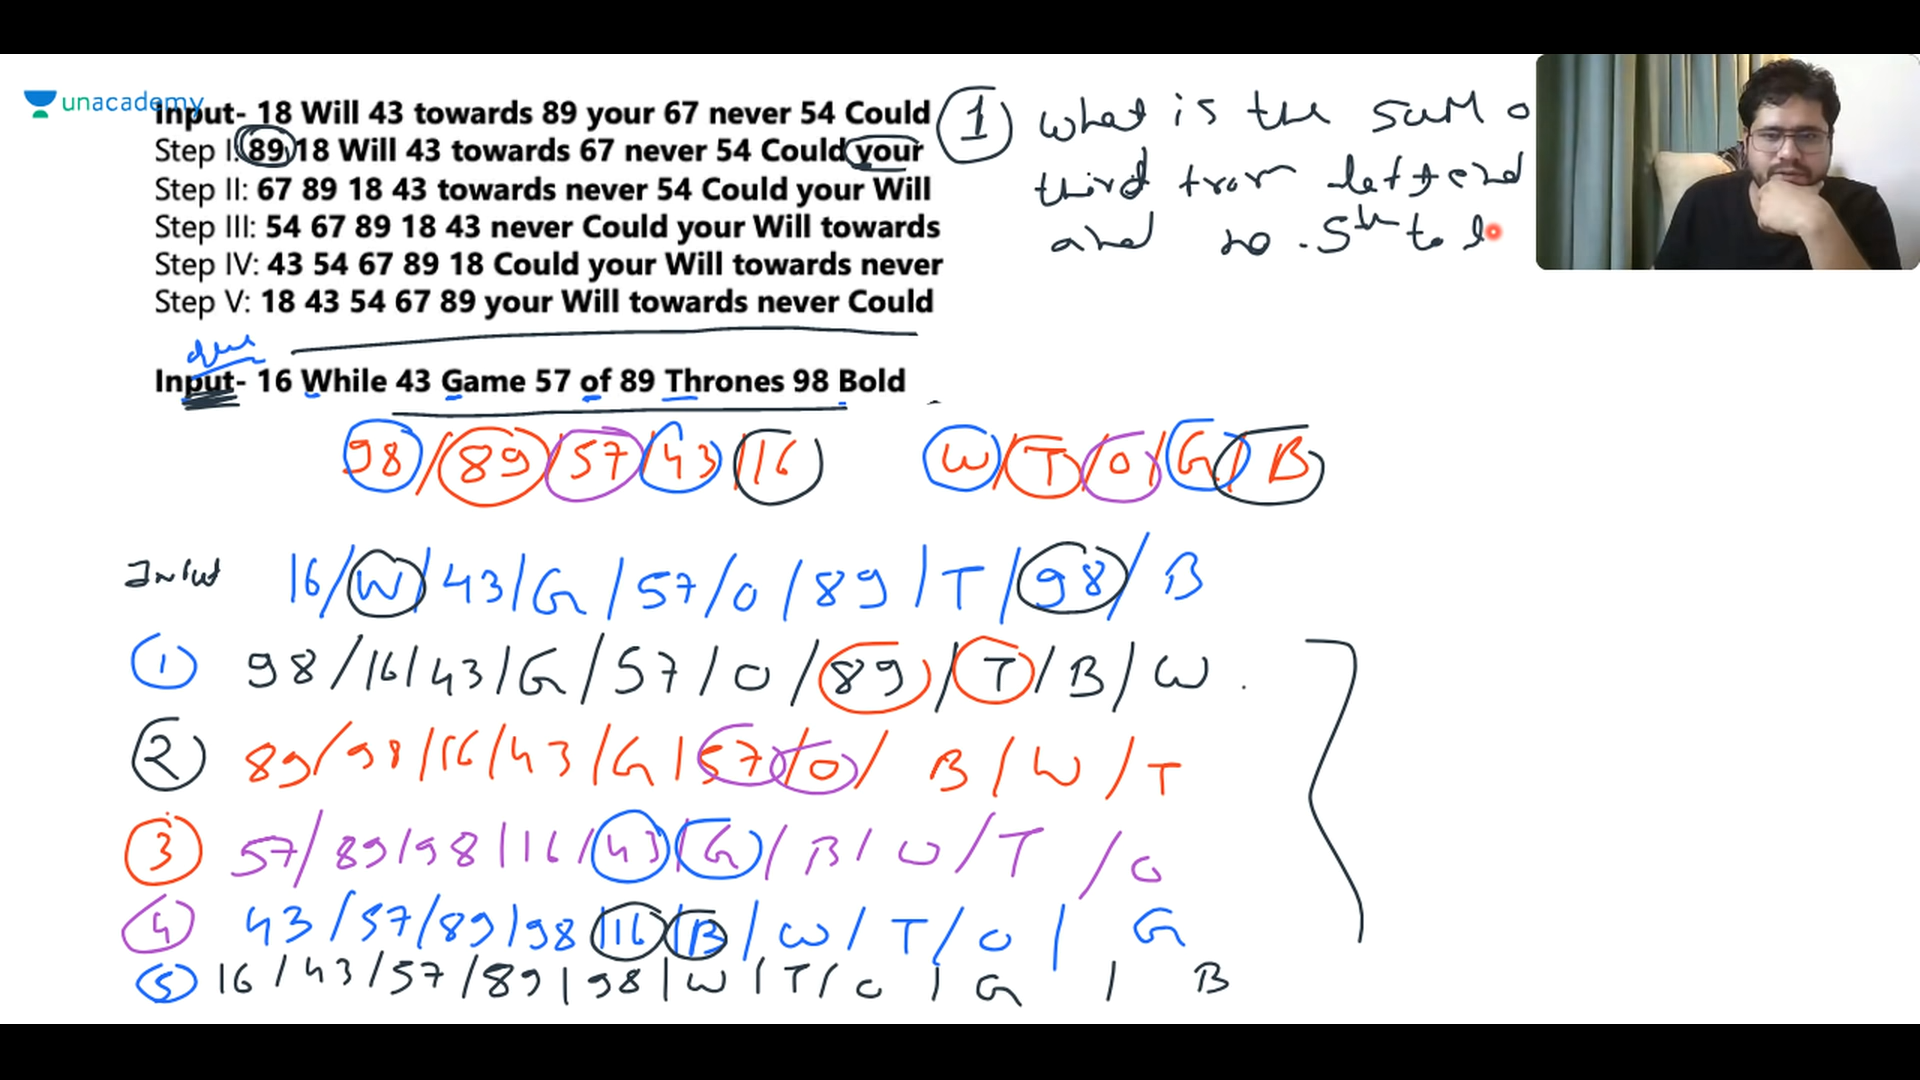 unacademy
Input- 18 Will 43 towards 89 your 67 never 54 Could
Step I: 89 18 Will 43 towards 67 never 54 Could your
Step II: 67 89 18 43 towards never 54 Could your Will
Step III: 54 67 89 18 43 never Could your Will towards
Step IV: 43 54 67 89 18 Could your Will towards never
Step V: 18 43 54 67 89 your Will towards never Could
1 What is the sum o
third from left end
and no. 5th to l
que
Input- 16 While 43 Game 57 of 89 Thrones 98 Bold
98/89/57/43/16 W/T/O/G/B
Input 16/W/43/G/57/O/89/T/98/B
1 98/16/43/G/57/O/89/T/B/W
2 89/98/16/43/G/57/O/B/W/T
3 57/89/98/16/43/G/B/W/T/O
4 43/57/89/98/16/B/W/T/O/G
5 16/43/57/89/98/W/T/O/G/B